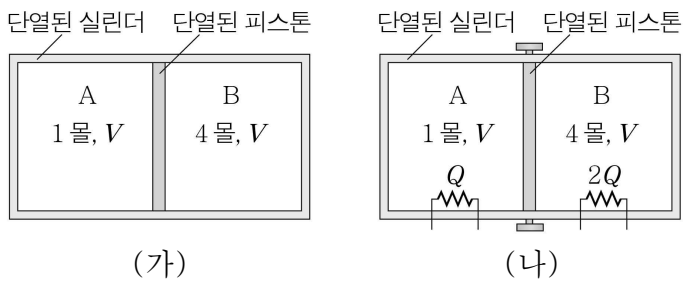 단열된 실린더 단열된 피스톤
A B
1 몰, V 4 몰, V
(가)
단열된 실린더 단열된 피스톤
A B
1 몰, V 4 몰, V
Q 2Q
(나)